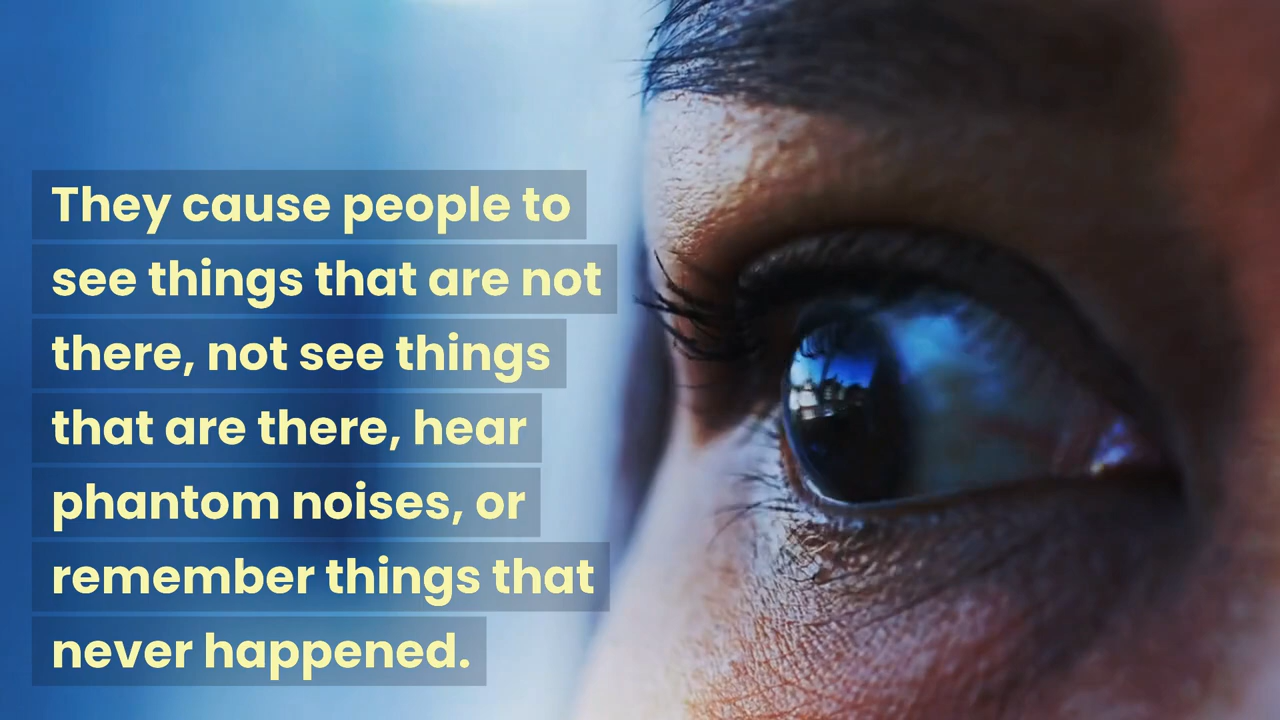 They cause people to
see things that are not
there, not see things
that are there, hear
phantom noises, or
remember things that
never happened.